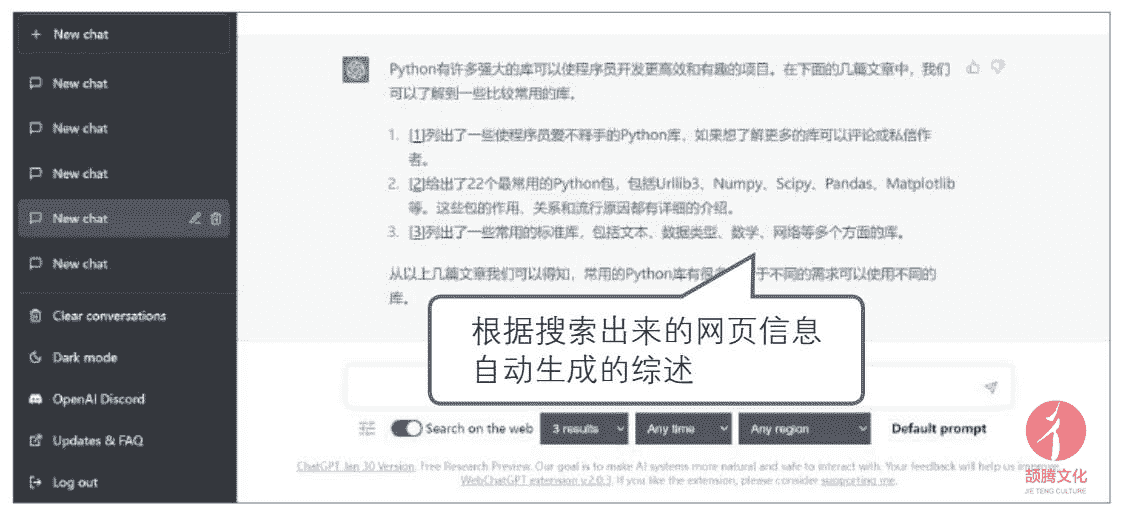 New chat
New chat
New chat
New chat
New chat
New chat
Clear conversations
Dark mode
OpenAI Discord
Updates & FAQ
Log out
Python有许多强大的库可以使程序员开发更高效和有趣的项目。在下面的几篇文章中，我们
可以了解到一些比较常用的库。
1. [1]列出了一些使程序员爱不释手的Python库，如果想了解更多的库可以评论或私信作
者。
2. [2]给出了22个最常用的Python包，包括Urllib3、Numpy、Scipy、Pandas、Matplotlib
等。这些包的作用、关系和流行原因都有详细的介绍。
3. [3]列出了一些常用的标准库，包括文本、数据类型、数学、网络等多个方面的库。
从以上几篇文章我们可以得知，常用的Python库有很 于不同的需求可以使用不同的
库。
根据搜索出来的网页信息
自动生成的综述
Search on the web
3 results
Any time
Any region
Default prompt
ChatGPT Jan 30 Version. Free Research Preview. Our goal is to make AI systems more natural and safe to interact with. Your feedback will help us
WebChatGPT extension v.2.0.3. If you like the extension, please consider supporting me.
颉腾文化
JIE TENG CULTURE